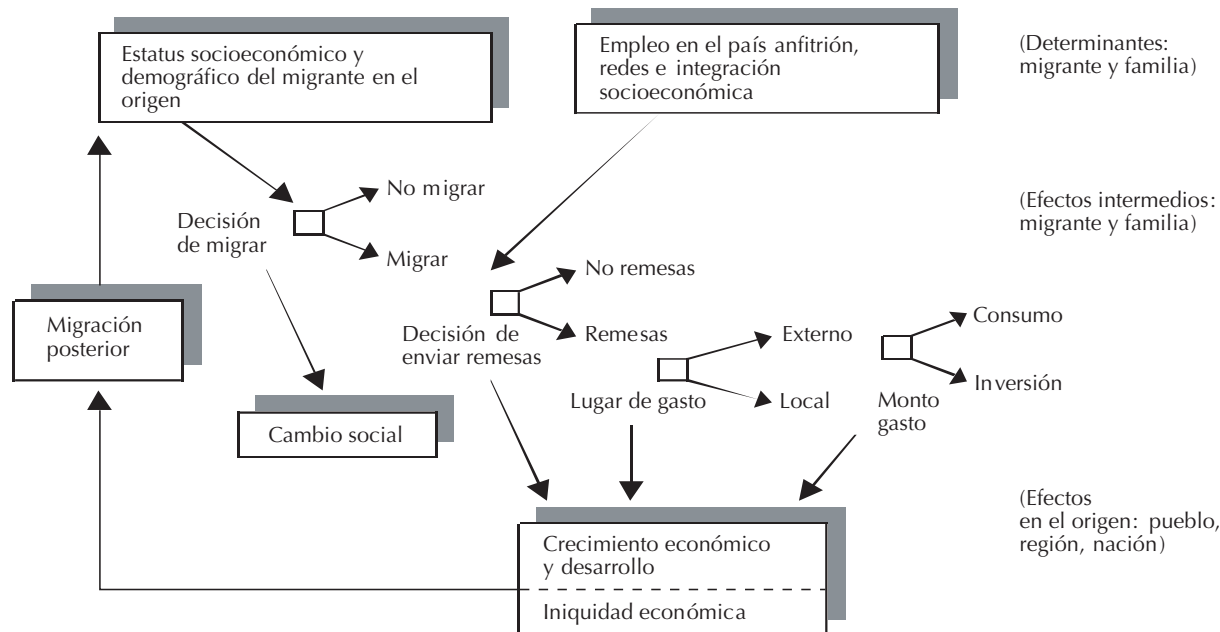 Estatus socioeconómico y
demográfico del migrante en el
origen
Empleo en el país anfitrión,
redes e integración
socioeconómica
(Determinantes:
migrante y familia)
No migrar
Decisión
de migrar
Migrar
(Efectos intermedios:
migrante y familia)
No remesas
Decisión de
enviar remesas
Remesas
Externo
Lugar de gasto
Local
Consumo
Inversión
Monto
gasto
Migración
posterior
Cambio social
(Efectos
en el origen: pueblo,
región, nación)
Crecimiento económico
y desarrollo
Iniquidad económica